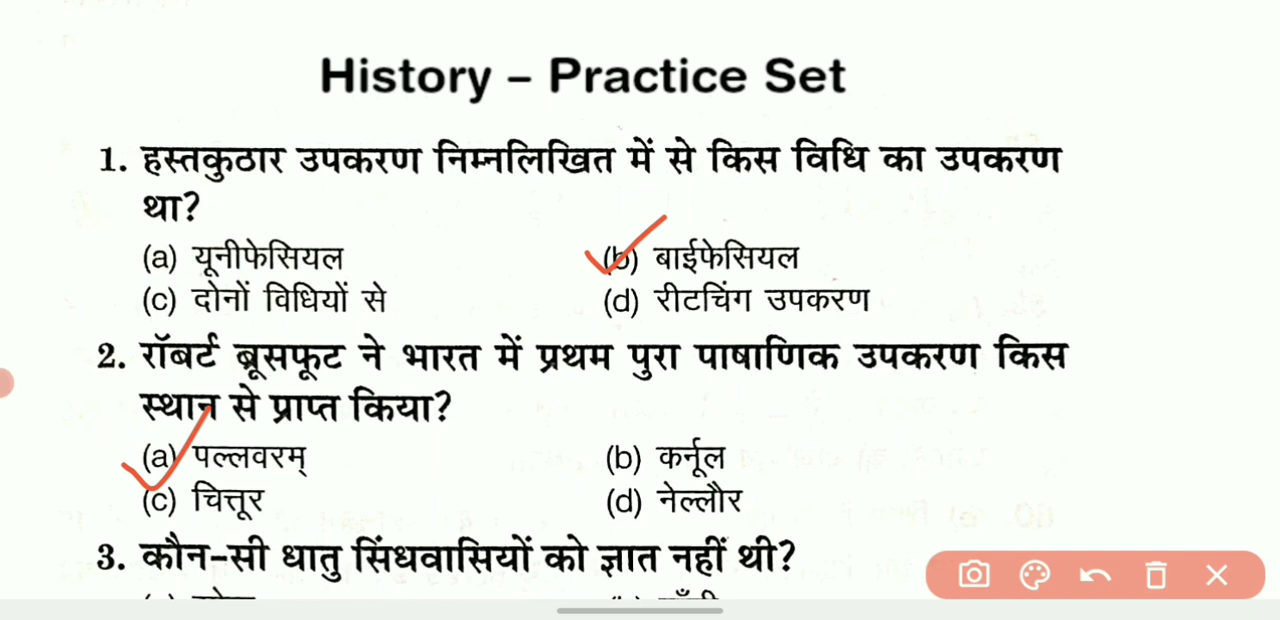 History – Practice Set
1. हस्तकुठार उपकरण निम्नलिखित में से किस विधि का उपकरण
था?
(a) यूनीफेसियल (b) बाईफेसियल
(c) दोनों विधियों से (d) रीटचिंग उपकरण
2. रॉबर्ट ब्रूसफूट ने भारत में प्रथम पुरा पाषाणिक उपकरण किस
स्थान से प्राप्त किया?
(a) पल्लवरम् (b) कर्नूल
(c) चित्तूर (d) नेल्लौर
3. कौन-सी धातु सिंधवासियों को ज्ञात नहीं थी?